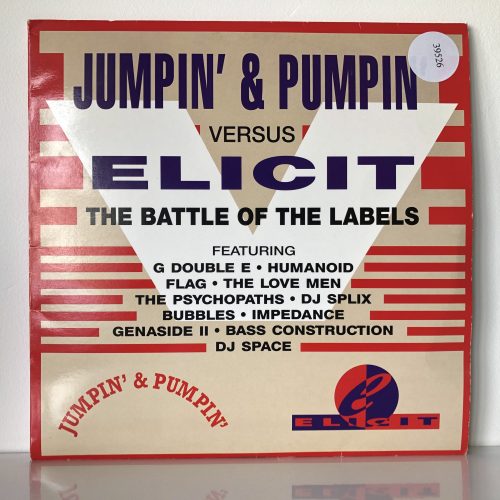 39526
JUMPIN' & PUMPIN
VERSUS
ELICIT
THE BATTLE OF THE LABELS
FEATURING
G DOUBLE E • HUMANOID
FLAG • THE LOVE MEN
THE PSYCHOPATHS • DJ SPLIX
BUBBLES • IMPEDANCE
GENASIDE II • BASS CONSTRUCTION
DJ SPACE
JUMPIN' & PUMPIN'
ELICIT